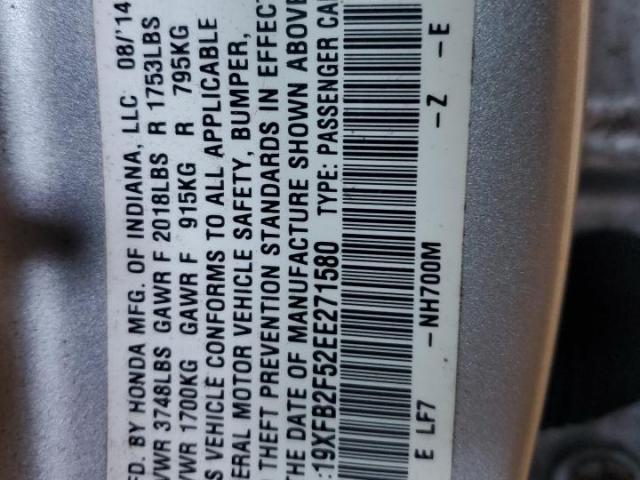 FD. BY HONDA MFG. OF INDIANA, LLC 08/'14
VWR 3748LBS GAWR F 2018LBS R 1753LBS
VWR 1700KG GAWR F 915KG R 795KG
S VEHICLE CONFORMS TO ALL APPLICABLE
ERAL MOTOR VEHICLE SAFETY, BUMPER,
THEFT PREVENTION STANDARDS IN EFFECT
THE DATE OF MANUFACTURE SHOWN ABOVE
:19XFB2F52EE271580 TYPE: PASSENGER CAR
E LF7 -NH700M -Z -E